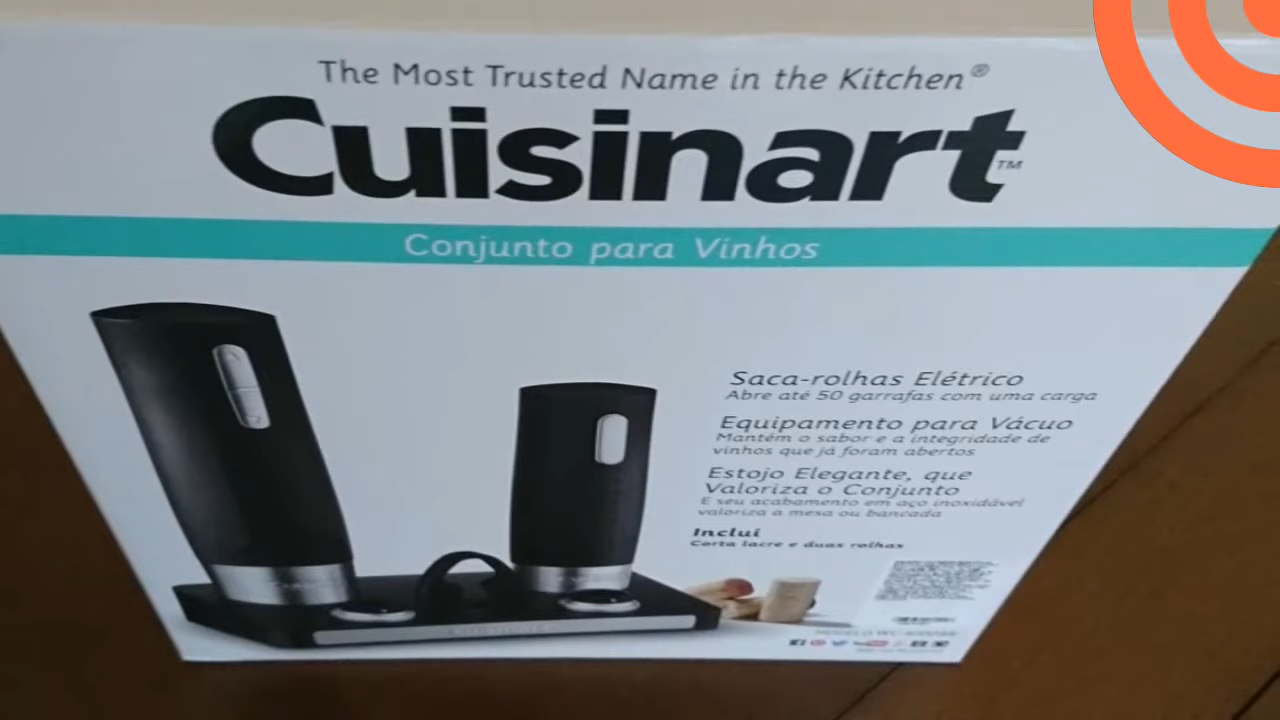 The Most Trusted Name in the Kitchen®
Cuisinart™
Conjunto para Vinhos
Saca-rolhas Elétrico
Abre até 50 garrafas com uma carga
Equipamento para Vácuo
Mantém o sabor e a integridade de
vinhos que já foram abertos
Estojo Elegante, que
Valoriza o Conjunto
E seu acabamento em aço inoxidável
valoriza a mesa ou bancada
Inclui
Corta lacre e duas rolhas